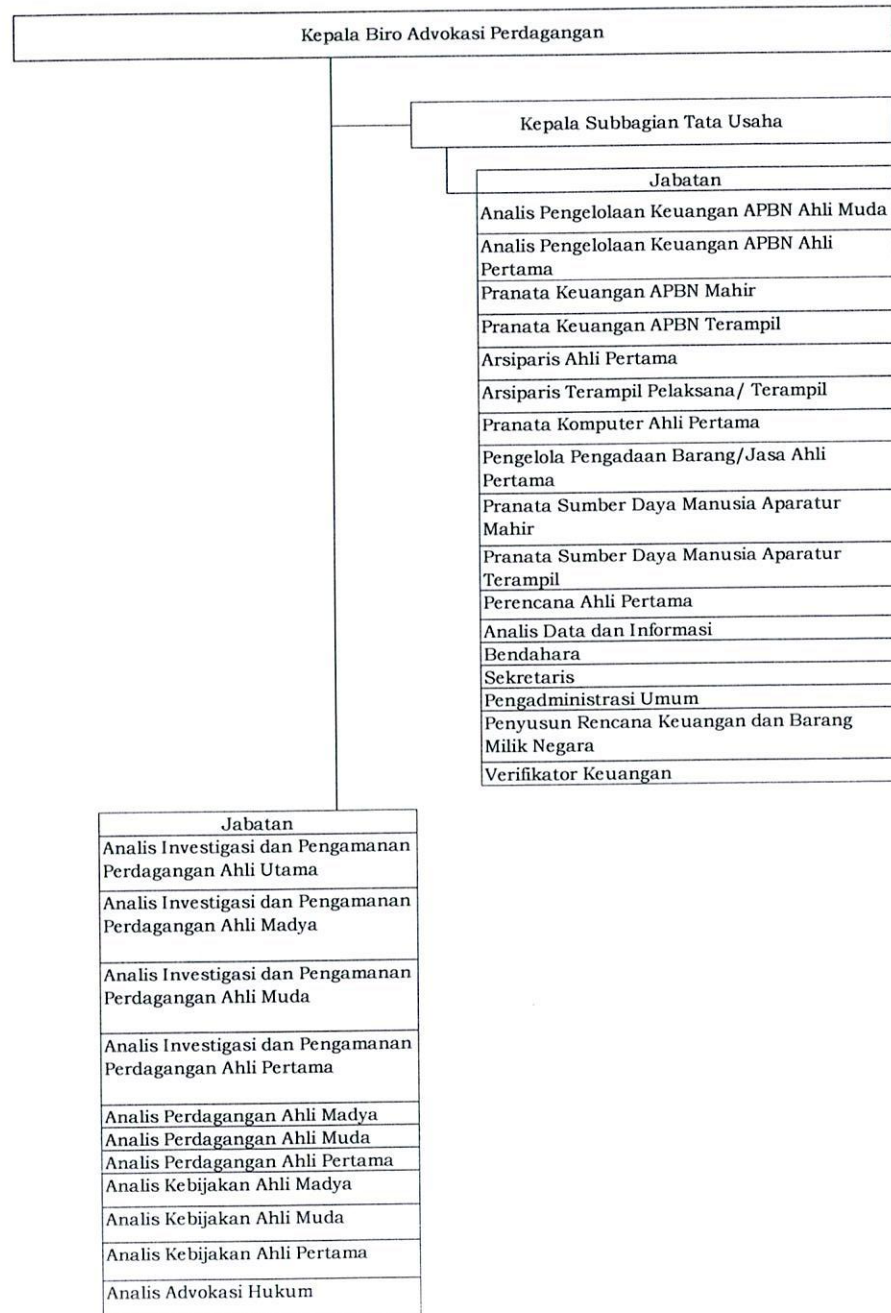 Kepala Biro Advokasi Perdagangan
Kepala Subbagian Tata Usaha
Jabatan
Analis Pengelolaan Keuangan APBN Ahli Muda
Analis Pengelolaan Keuangan APBN Ahli
Pertama
Pranata Keuangan APBN Mahir
Pranata Keuangan APBN Terampil
Arsiparis Ahli Pertama
Arsiparis Terampil Pelaksana/ Terampil
Pranata Komputer Ahli Pertama
Pengelola Pengadaan Barang/Jasa Ahli
Pertama
Pranata Sumber Daya Manusia Aparatur
Mahir
Pranata Sumber Daya Manusia Aparatur
Terampil
Perencana Ahli Pertama
Analis Data dan Informasi
Bendahara
Sekretaris
Pengadministrasi Umum
Penyusun Rencana Keuangan dan Barang
Milik Negara
Verifikator Keuangan
Jabatan
Analis Investigasi dan Pengamanan
Perdagangan Ahli Utama
Analis Investigasi dan Pengamanan
Perdagangan Ahli Madya
Analis Investigasi dan Pengamanan
Perdagangan Ahli Muda
Analis Investigasi dan Pengamanan
Perdagangan Ahli Pertama
Analis Perdagangan Ahli Madya
Analis Perdagangan Ahli Muda
Analis Perdagangan Ahli Pertama
Analis Kebijakan Ahli Madya
Analis Kebijakan Ahli Muda
Analis Kebijakan Ahli Pertama
Analis Advokasi Hukum